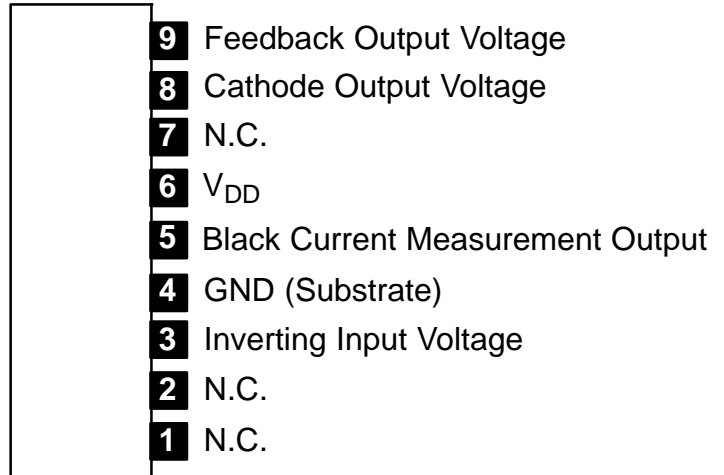 9 Feedback Output Voltage
8 Cathode Output Voltage
7 N.C.
6 VDD
5 Black Current Measurement Output
4 GND (Substrate)
3 Inverting Input Voltage
2 N.C.
1 N.C.